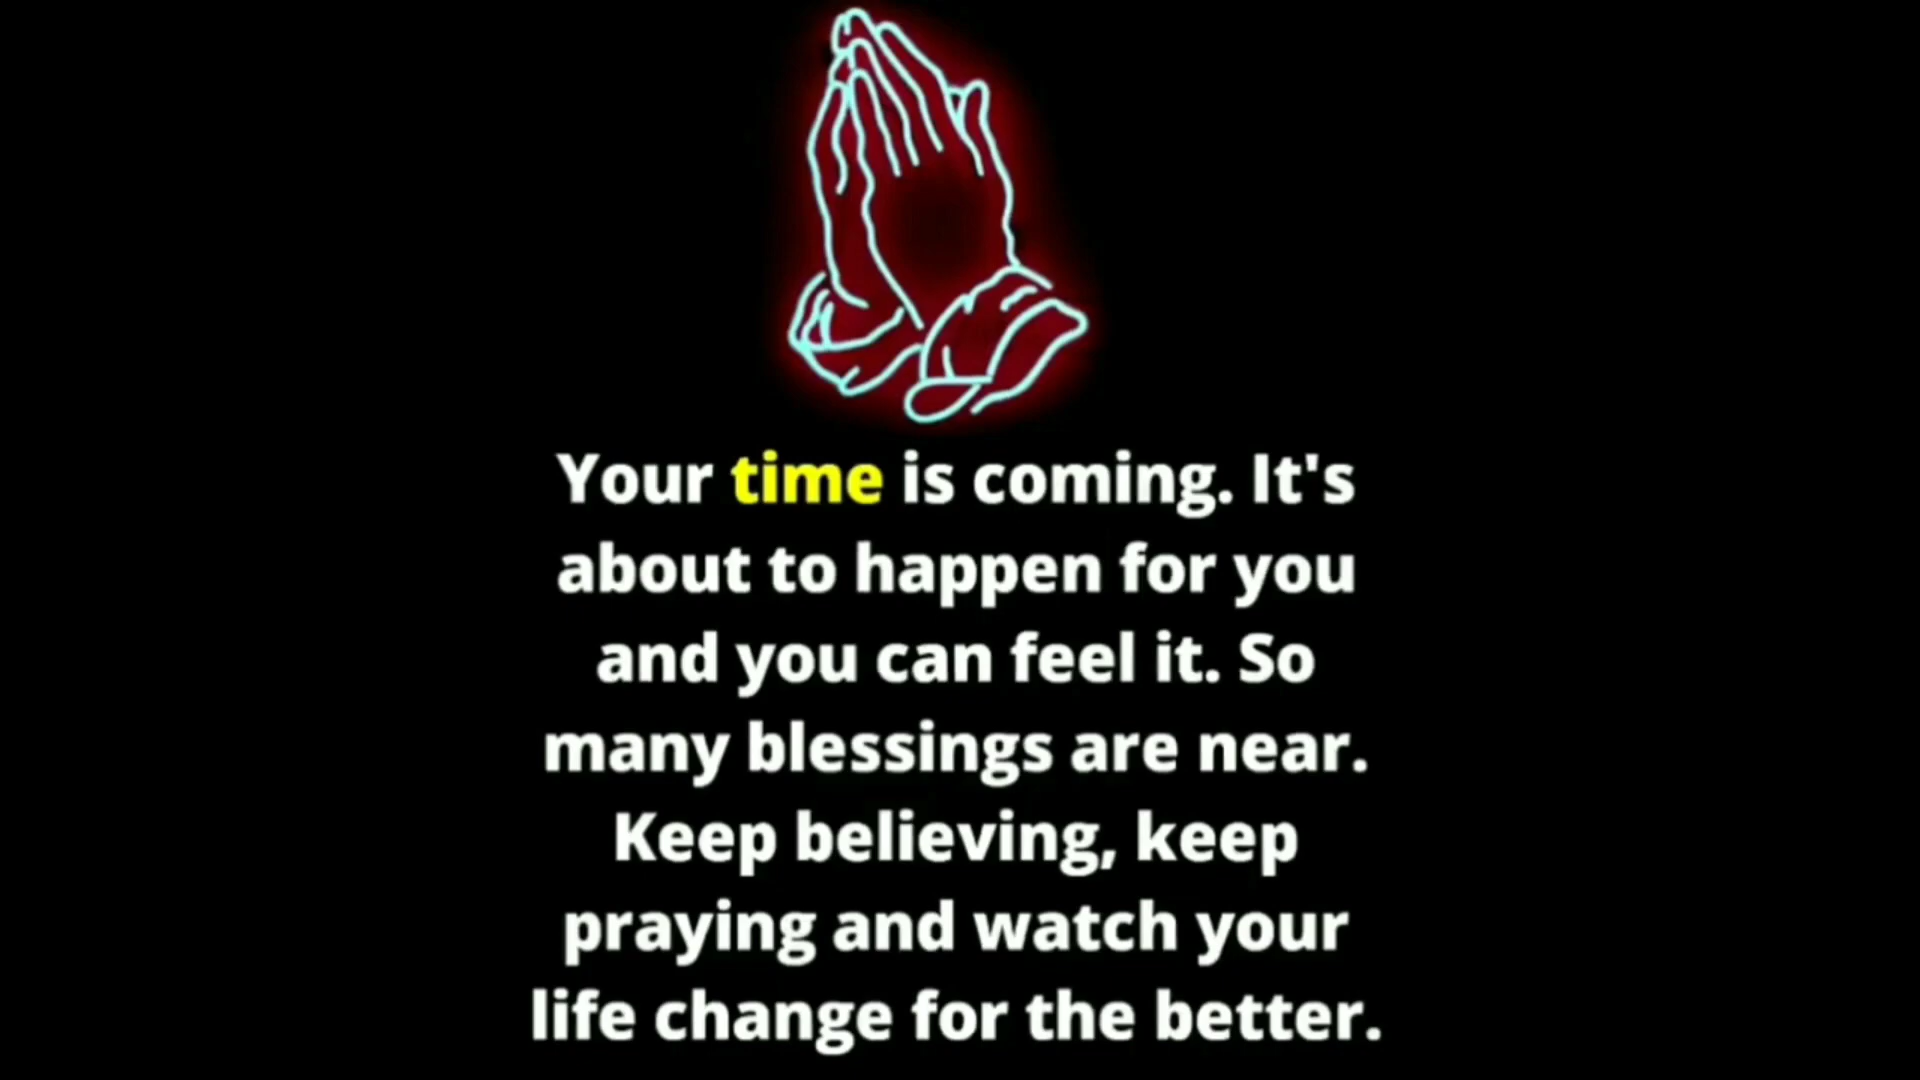 Your time is coming. It's
about to happen for you
and you can feel it. So
many blessings are near.
Keep believing, keep
praying and watch your
life change for the better.